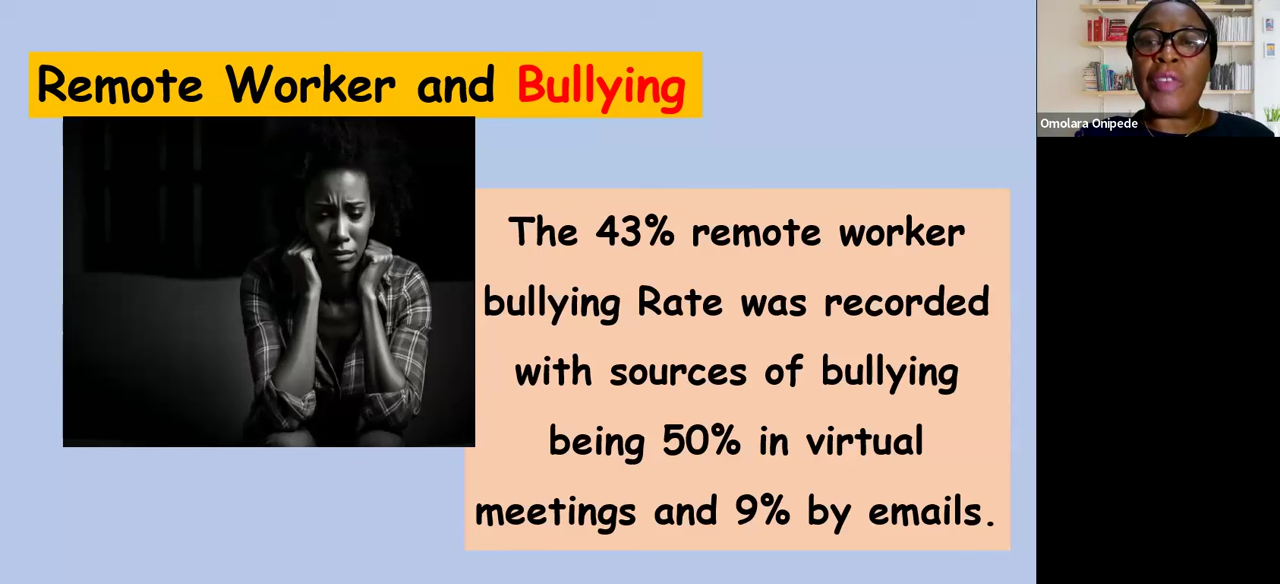 Remote Worker and Bullying
Omolara Onipede
The 43% remote worker
bullying Rate was recorded
with sources of bullying
being 50% in virtual
meetings and 9% by emails.